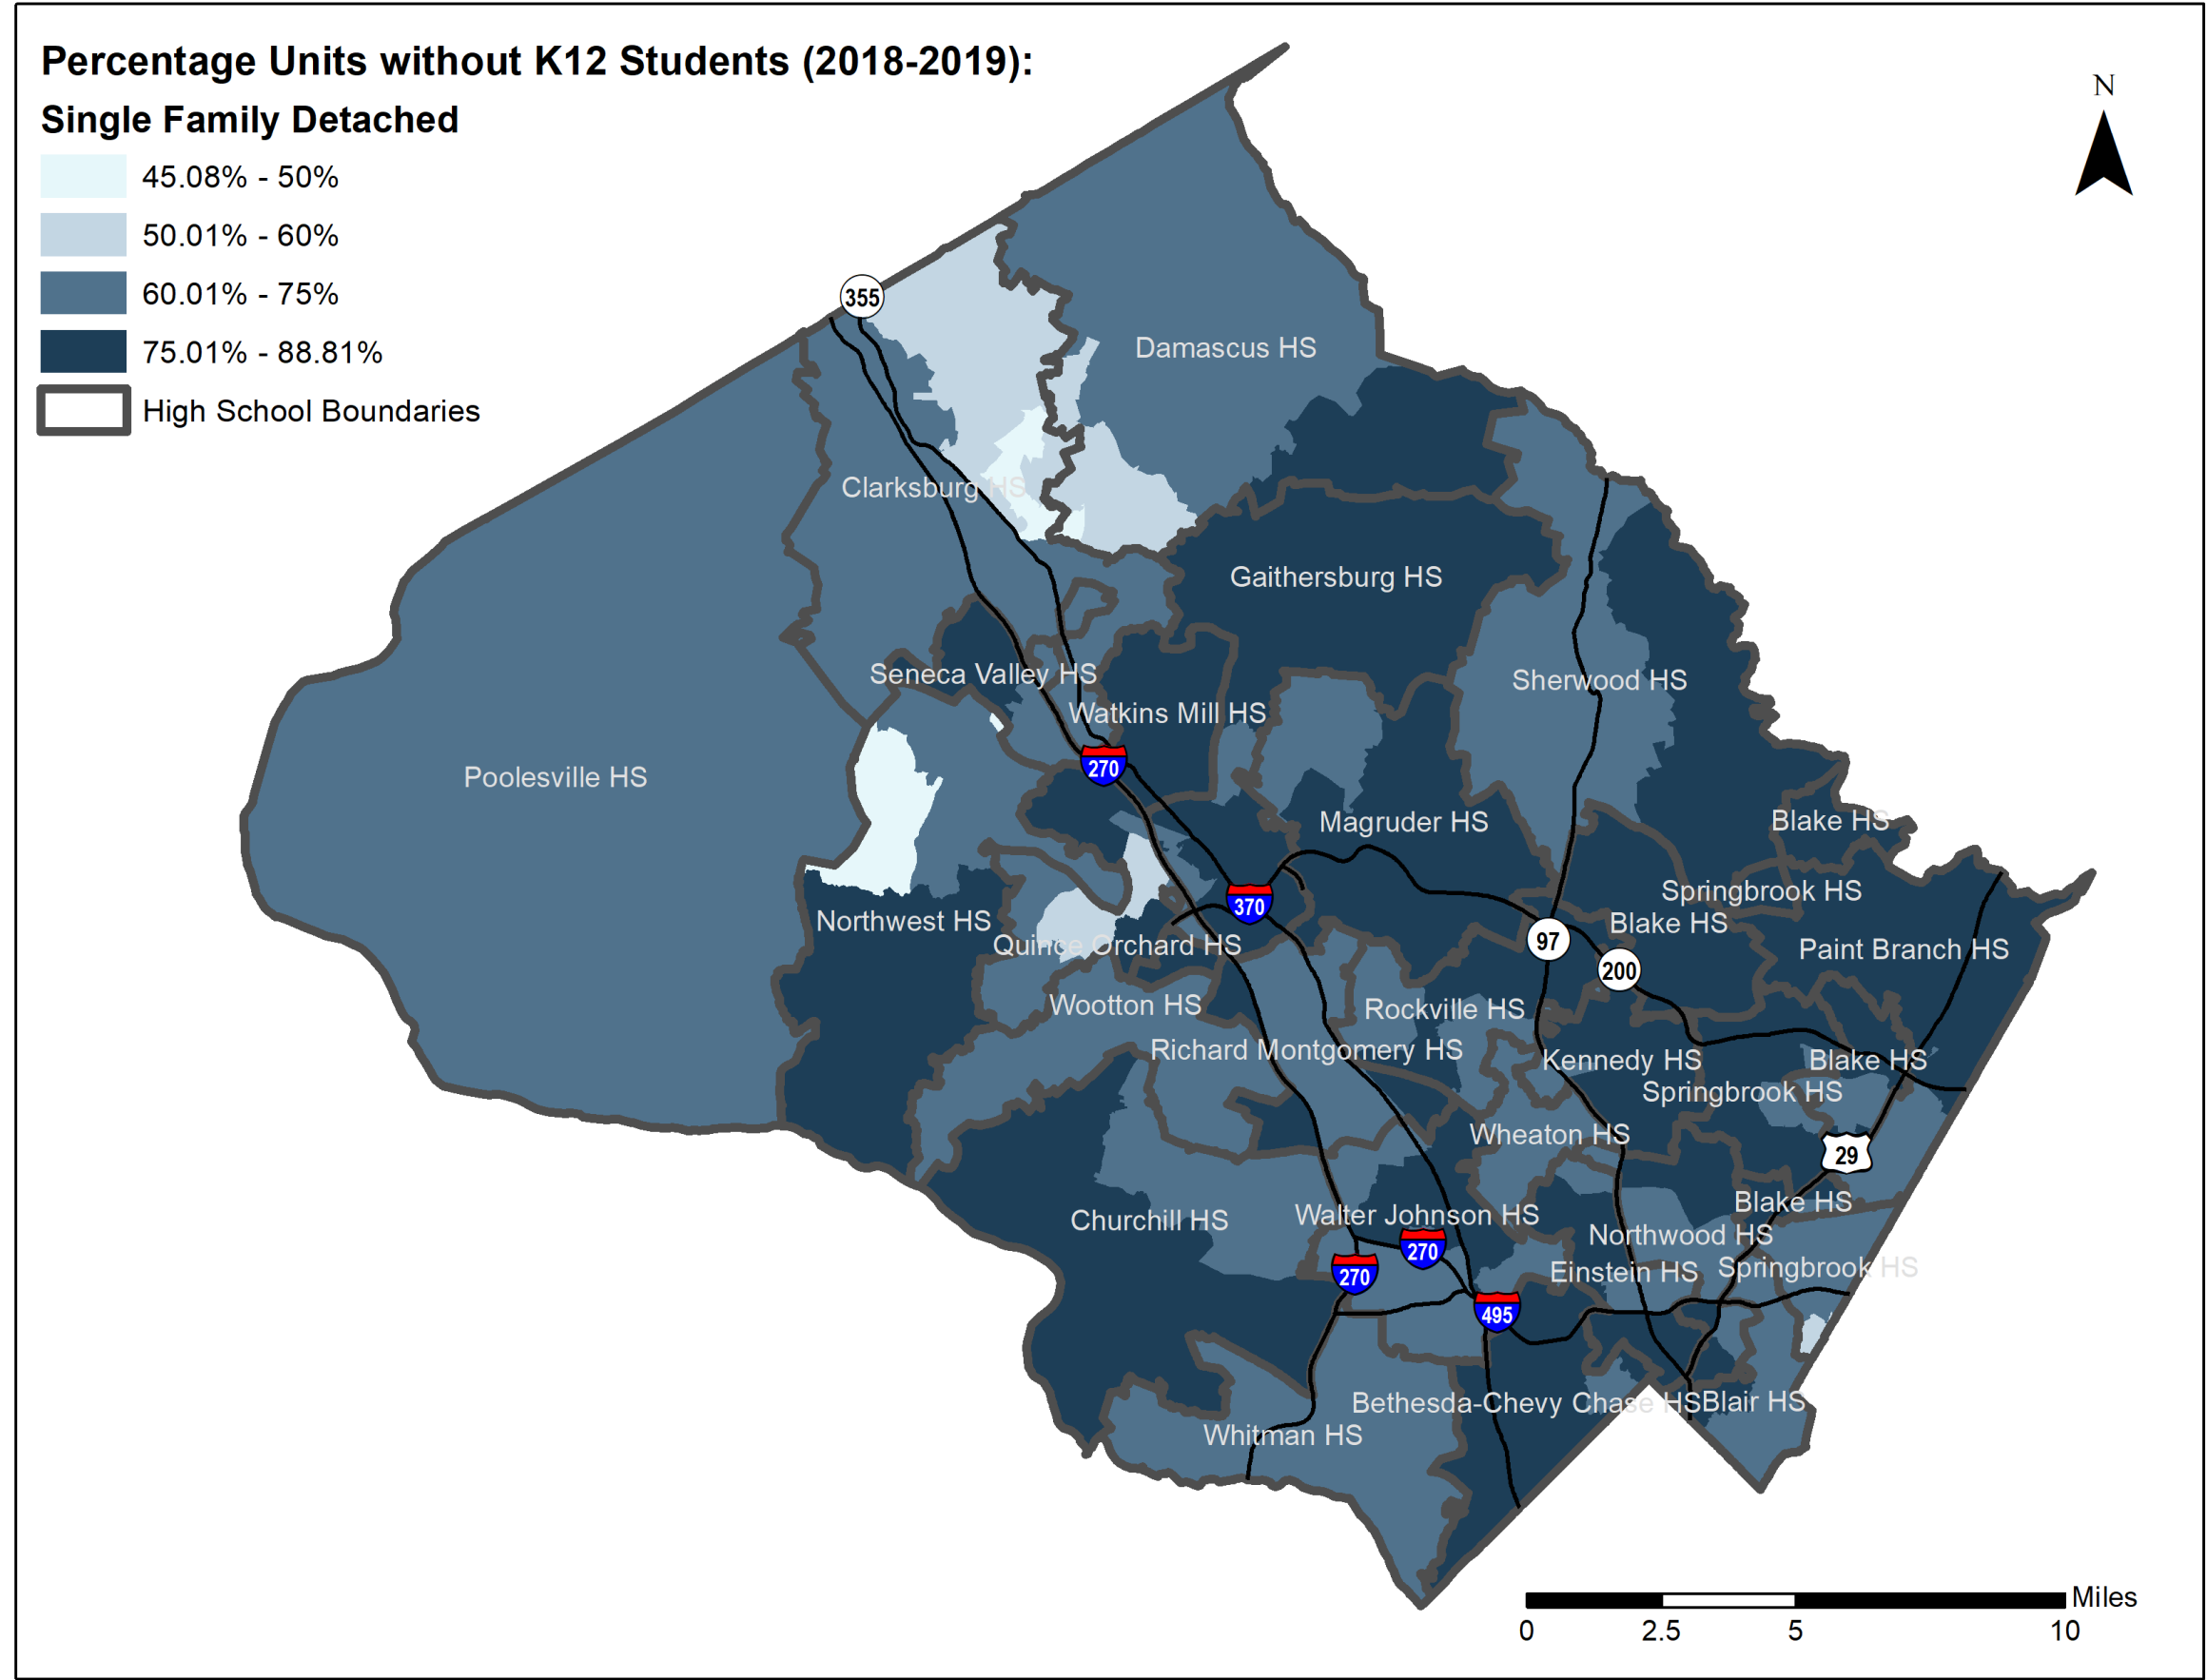 Percentage Units without K12 Students (2018-2019):
Single Family Detached
45.08% - 50%
50.01% - 60%
60.01% - 75%
75.01% - 88.81%
High School Boundaries
N
355
Damascus HS
Clarksburg HS
Gaithersburg HS
Seneca Valley HS
Sherwood HS
Watkins Mill HS
270
Poolesville HS
Magruder HS
Blake HS
Springbrook HS
370
Northwest HS
Blake HS
Quince Orchard HS
97
Paint Branch HS
200
Wootton HS
Rockville HS
Richard Montgomery HS
Kennedy HS
Blake HS
Springbrook HS
Wheaton HS
29
Blake HS
Churchill HS
Walter Johnson HS
Northwood HS
270
270
Einstein HS
Springbrook HS
495
Bethesda-Chevy Chase HS
Blair HS
Whitman HS
Miles
0
2.5
5
10